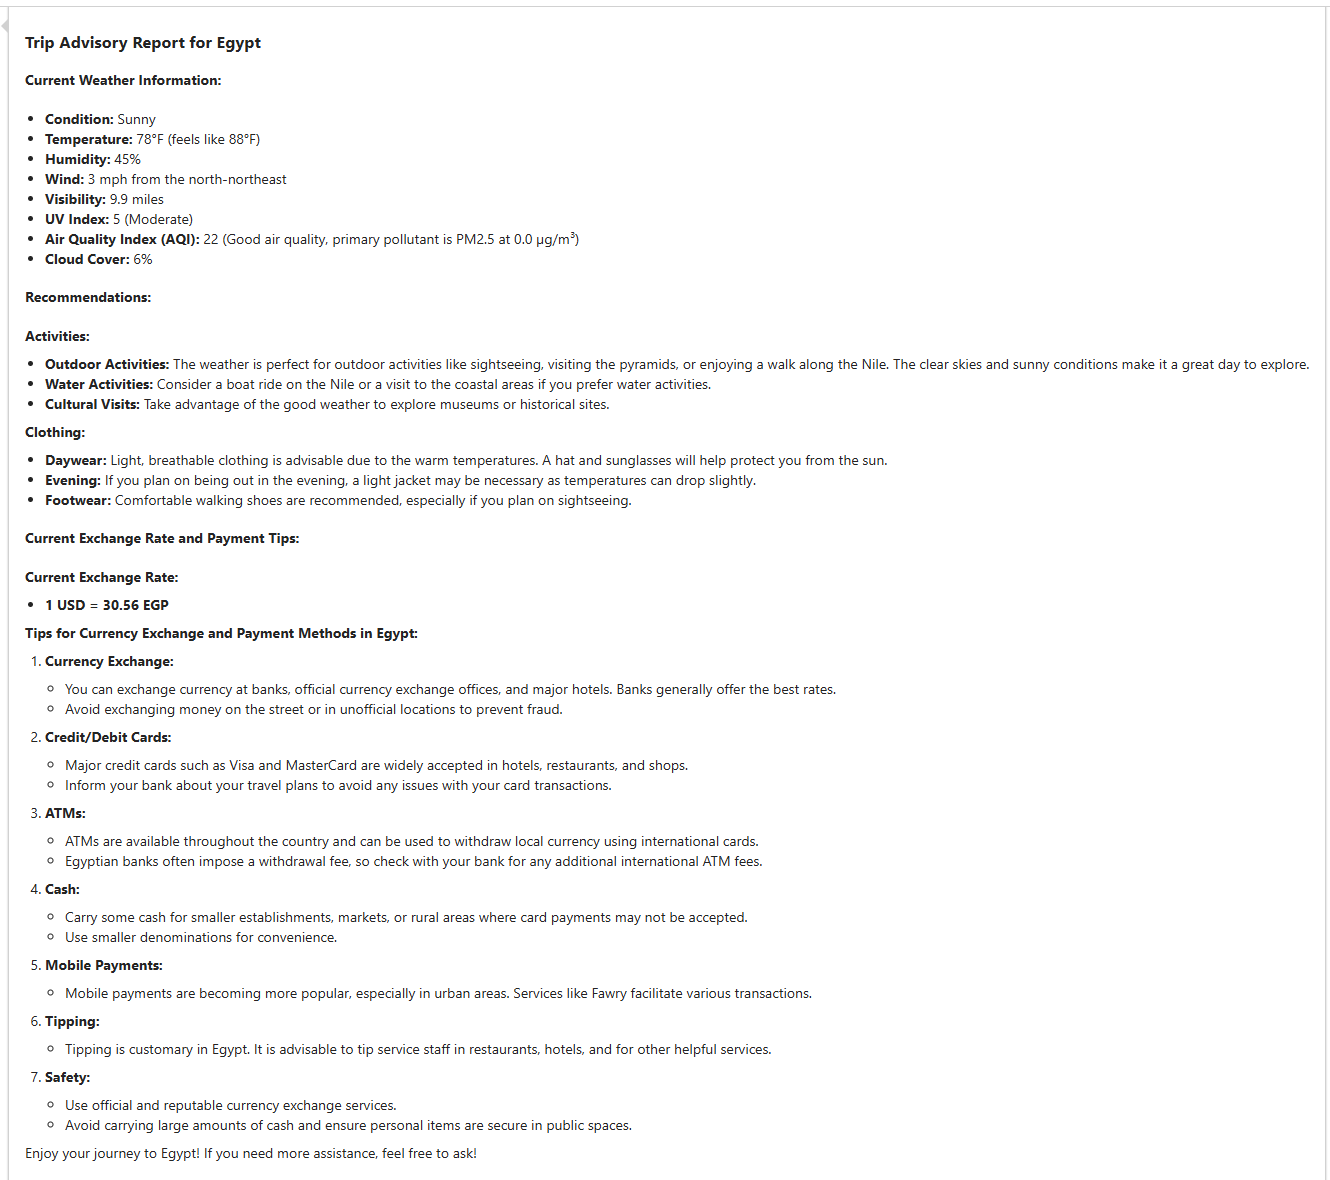 Trip Advisory Report for Egypt
Current Weather Information:
• Condition: Sunny
• Temperature: 78°F (feels like 88°F)
• Humidity: 45%
• Wind: 3 mph from the north-northeast
• Visibility: 9.9 miles
• UV Index: 5 (Moderate)
• Air Quality Index (AQI): 22 (Good air quality, primary pollutant is PM2.5 at 0.0 µg/m³)
• Cloud Cover: 6%
Recommendations:
Activities:
• Outdoor Activities: The weather is perfect for outdoor activities like sightseeing, visiting the pyramids, or enjoying a walk along the Nile. The clear skies and sunny conditions make it a great day to explore.
• Water Activities: Consider a boat ride on the Nile or a visit to the coastal areas if you prefer water activities.
• Cultural Visits: Take advantage of the good weather to explore museums or historical sites.
Clothing:
• Daywear: Light, breathable clothing is advisable due to the warm temperatures. A hat and sunglasses will help protect you from the sun.
• Evening: If you plan on being out in the evening, a light jacket may be necessary as temperatures can drop slightly.
• Footwear: Comfortable walking shoes are recommended, especially if you plan on sightseeing.
Current Exchange Rate and Payment Tips:
Current Exchange Rate:
• 1 USD = 30.56 EGP
Tips for Currency Exchange and Payment Methods in Egypt:
1. Currency Exchange:
◦ You can exchange currency at banks, official currency exchange offices, and major hotels. Banks generally offer the best rates.
◦ Avoid exchanging money on the street or in unofficial locations to prevent fraud.
2. Credit/Debit Cards:
◦ Major credit cards such as Visa and MasterCard are widely accepted in hotels, restaurants, and shops.
◦ Inform your bank about your travel plans to avoid any issues with your card transactions.
3. ATMs:
◦ ATMs are available throughout the country and can be used to withdraw local currency using international cards.
◦ Egyptian banks often impose a withdrawal fee, so check with your bank for any additional international ATM fees.
4. Cash:
◦ Carry some cash for smaller establishments, markets, or rural areas where card payments may not be accepted.
◦ Use smaller denominations for convenience.
5. Mobile Payments:
◦ Mobile payments are becoming more popular, especially in urban areas. Services like Fawry facilitate various transactions.
6. Tipping:
◦ Tipping is customary in Egypt. It is advisable to tip service staff in restaurants, hotels, and for other helpful services.
7. Safety:
◦ Use official and reputable currency exchange services.
◦ Avoid carrying large amounts of cash and ensure personal items are secure in public spaces.
Enjoy your journey to Egypt! If you need more assistance, feel free to ask!